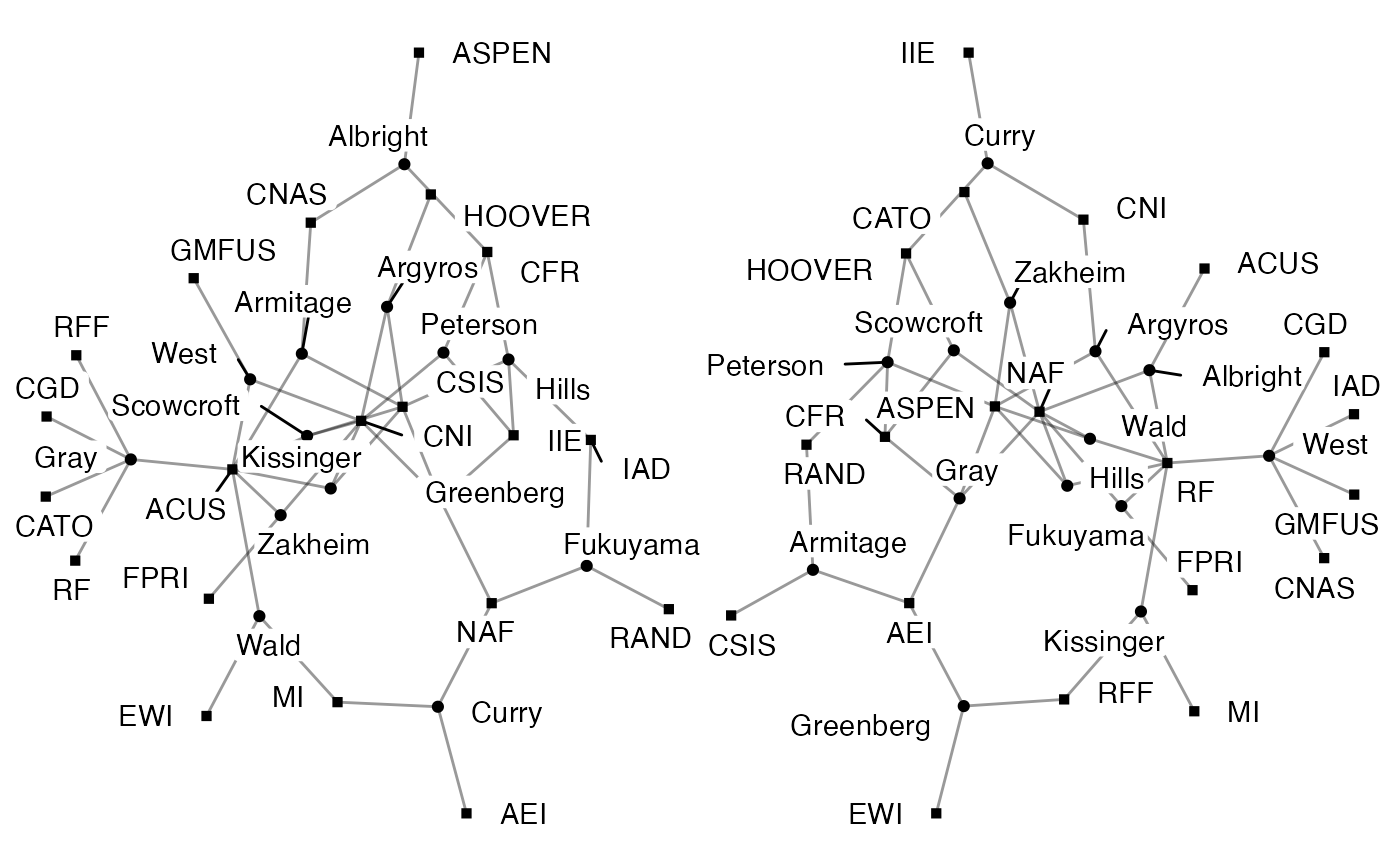 ASPEN
Albright
CNAS
HOOVER
GMFUS
Argyros
CFR
Armitage
RFF
Peterson
West
CGD
CSIS
Hills
Scowcroft
CNI
IIE
Gray
Kissinger
IAD
ACUS
Greenberg
CATO
Zakheim
Fukuyama
FPRI
RF
NAF
RAND
Wald
MI
EWI
Curry
AEI
IIE
Curry
CNI
CATO
HOOVER
Zakheim
ACUS
Scowcroft
Argyros
CGD
Peterson
NAF
Albright
IAD
CFR
ASPEN
Wald
West
RAND
Gray
Hills
RF
GMFUS
Armitage
Fukuyama
FPRI
CNAS
CSIS
AEI
Kissinger
RFF
MI
Greenberg
EWI